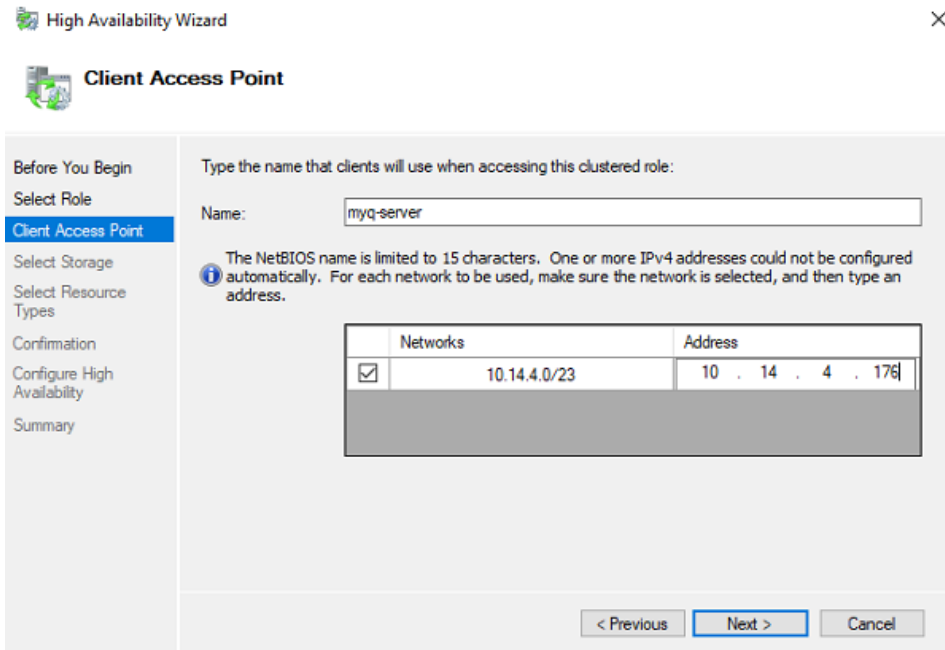 High Availability Wizard
Client Access Point
Before You Begin
Select Role
Client Access Point
Select Storage
Select Resource
Types
Confirmation
Configure High
Availability
Summary
Type the name that clients will use when accessing this clustered role:
Name:
myq-server
The NetBIOS name is limited to 15 characters.  One or more IPv4 addresses could not be configured
automatically.  For each network to be used, make sure the network is selected, and then type an
address.
Networks Address
10.14.4.0/23 10 . 14 . 4 . 176
< Previous Next > Cancel